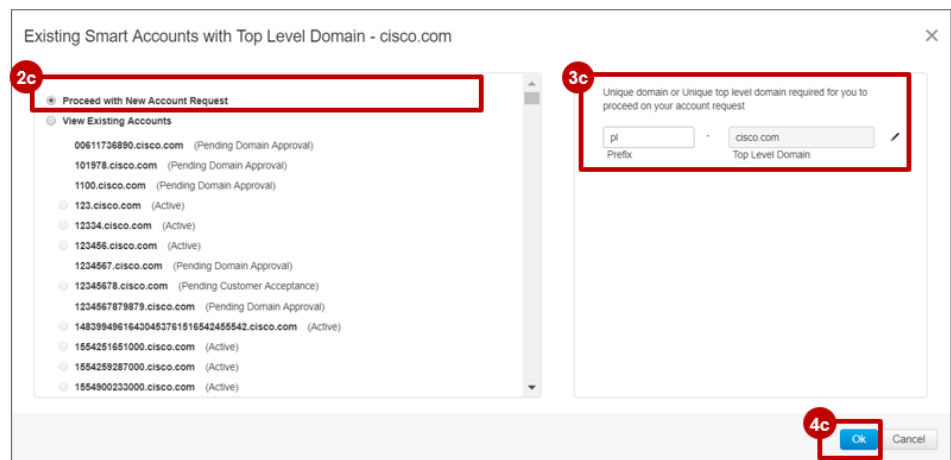 Existing Smart Accounts with Top Level Domain - cisco.com
2c
Proceed with New Account Request
View Existing Accounts
00611736890.cisco.com (Pending Domain Approval)
101978.cisco.com (Pending Domain Approval)
1100.cisco.com (Pending Domain Approval)
123.cisco.com (Active)
12334.cisco.com (Active)
123456.cisco.com (Active)
1234567.cisco.com (Pending Domain Approval)
12345678.cisco.com (Pending Customer Acceptance)
1234567879879.cisco.com (Pending Domain Approval)
14839949616430453761516542455542.cisco.com (Active)
1554251651000.cisco.com (Active)
1554259287000.cisco.com (Active)
1554900233000.cisco.com (Active)
3c
Unique domain or Unique top level domain required for you to
proceed on your account request
pl - cisco.com
Prefix Top Level Domain
4c
Ok Cancel